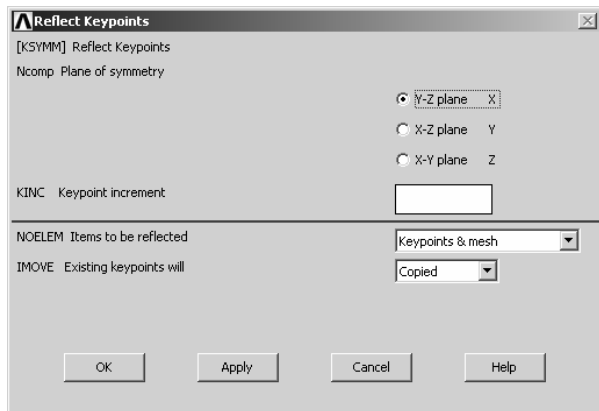 Reflect Keypoints
[KSYMM] Reflect Keypoints
Ncomp Plane of symmetry
Y-Z plane X
X-Z plane Y
X-Y plane Z
KINC Keypoint increment
NOELEM Items to be reflected Keypoints & mesh
IMOVE Existing keypoints will Copied
OK Apply Cancel Help